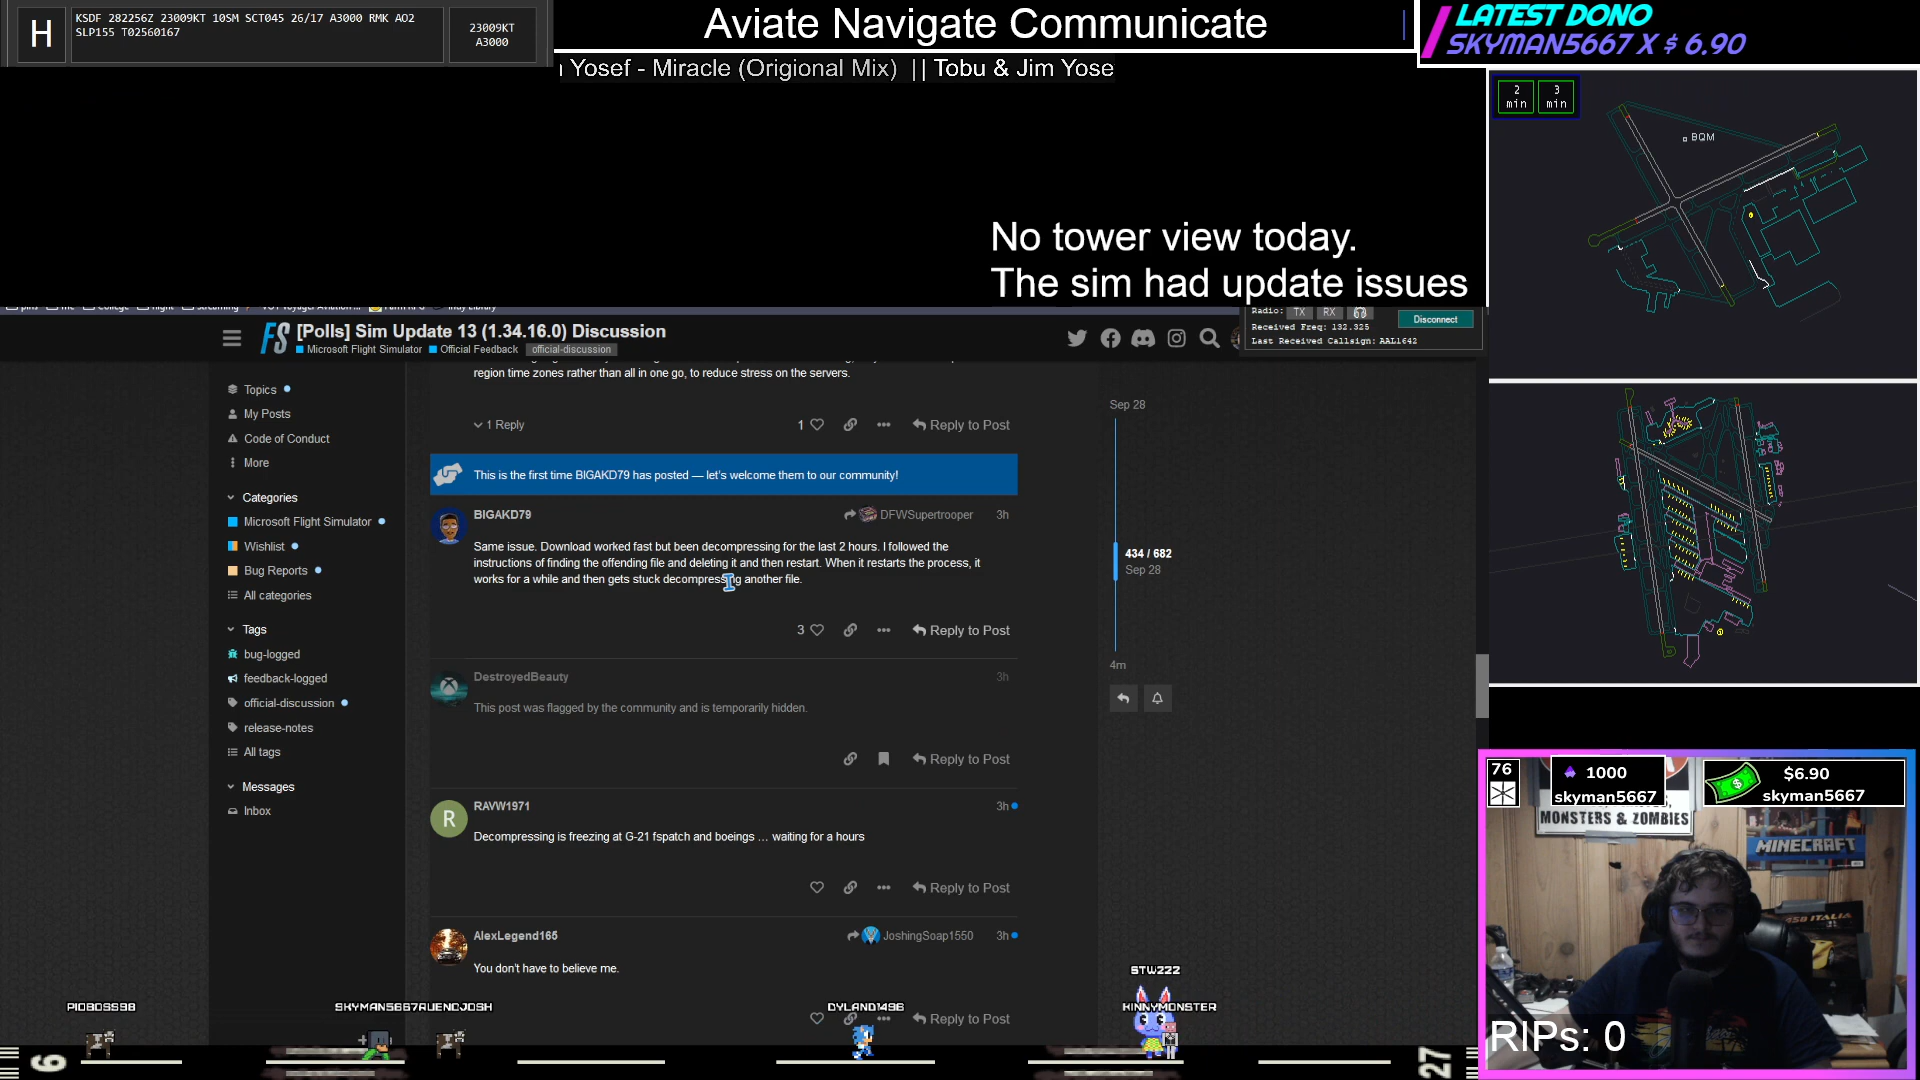 H
KSDF 282256Z 23009KT 10SM SCT045 26/17 A3000 RMK AO2
SLP155 T02560167
23009KT
A3000
Aviate Navigate Communicate
LATEST DONO
SKYMAN5667 X $ 6.90
Yosef - Miracle (Origional Mix) || Tobu & Jim Yose
2 min
3 min
BQM
No tower view today.
The sim had update issues
Radio: TX RX
Received Freq: 132.325
Disconnect
Last Received Callsign: AAL1642
FS
[Polls] Sim Update 13 (1.34.16.0) Discussion
Microsoft Flight Simulator Official Feedback official-discussion
Topics
My Posts
Code of Conduct
More
Categories
Microsoft Flight Simulator
Wishlist
Bug Reports
All categories
Tags
bug-logged
feedback-logged
official-discussion
release-notes
All tags
Messages
Inbox
region time zones rather than all in one go, to reduce stress on the servers.
1 Reply
1
Reply to Post
This is the first time BIGAKD79 has posted — let's welcome them to our community!
BIGAKD79
DFWSupertrooper
3h
Same issue. Download worked fast but been decompressing for the last 2 hours. I followed the
instructions of finding the offending file and deleting it and then restart. When it restarts the process, it
works for a while and then gets stuck decompressing another file.
3
Reply to Post
DestroyedBeauty
3h
This post was flagged by the community and is temporarily hidden.
Reply to Post
R
RAVW1971
3h
Decompressing is freezing at G-21 fspatch and boeings ... waiting for a hours
Reply to Post
AlexLegend165
JoshingSoap1550
3h
You don't have to believe me.
Reply to Post
Sep 28
434 / 682
Sep 28
4m
76
1000
skyman5667
$6.90
skyman5667
MONSTERS & ZOMBIES
MINECRAFT
458 ITALIA
RIPs: 0
STW222
DYLAND1496
KINNYMONSTER
9
27